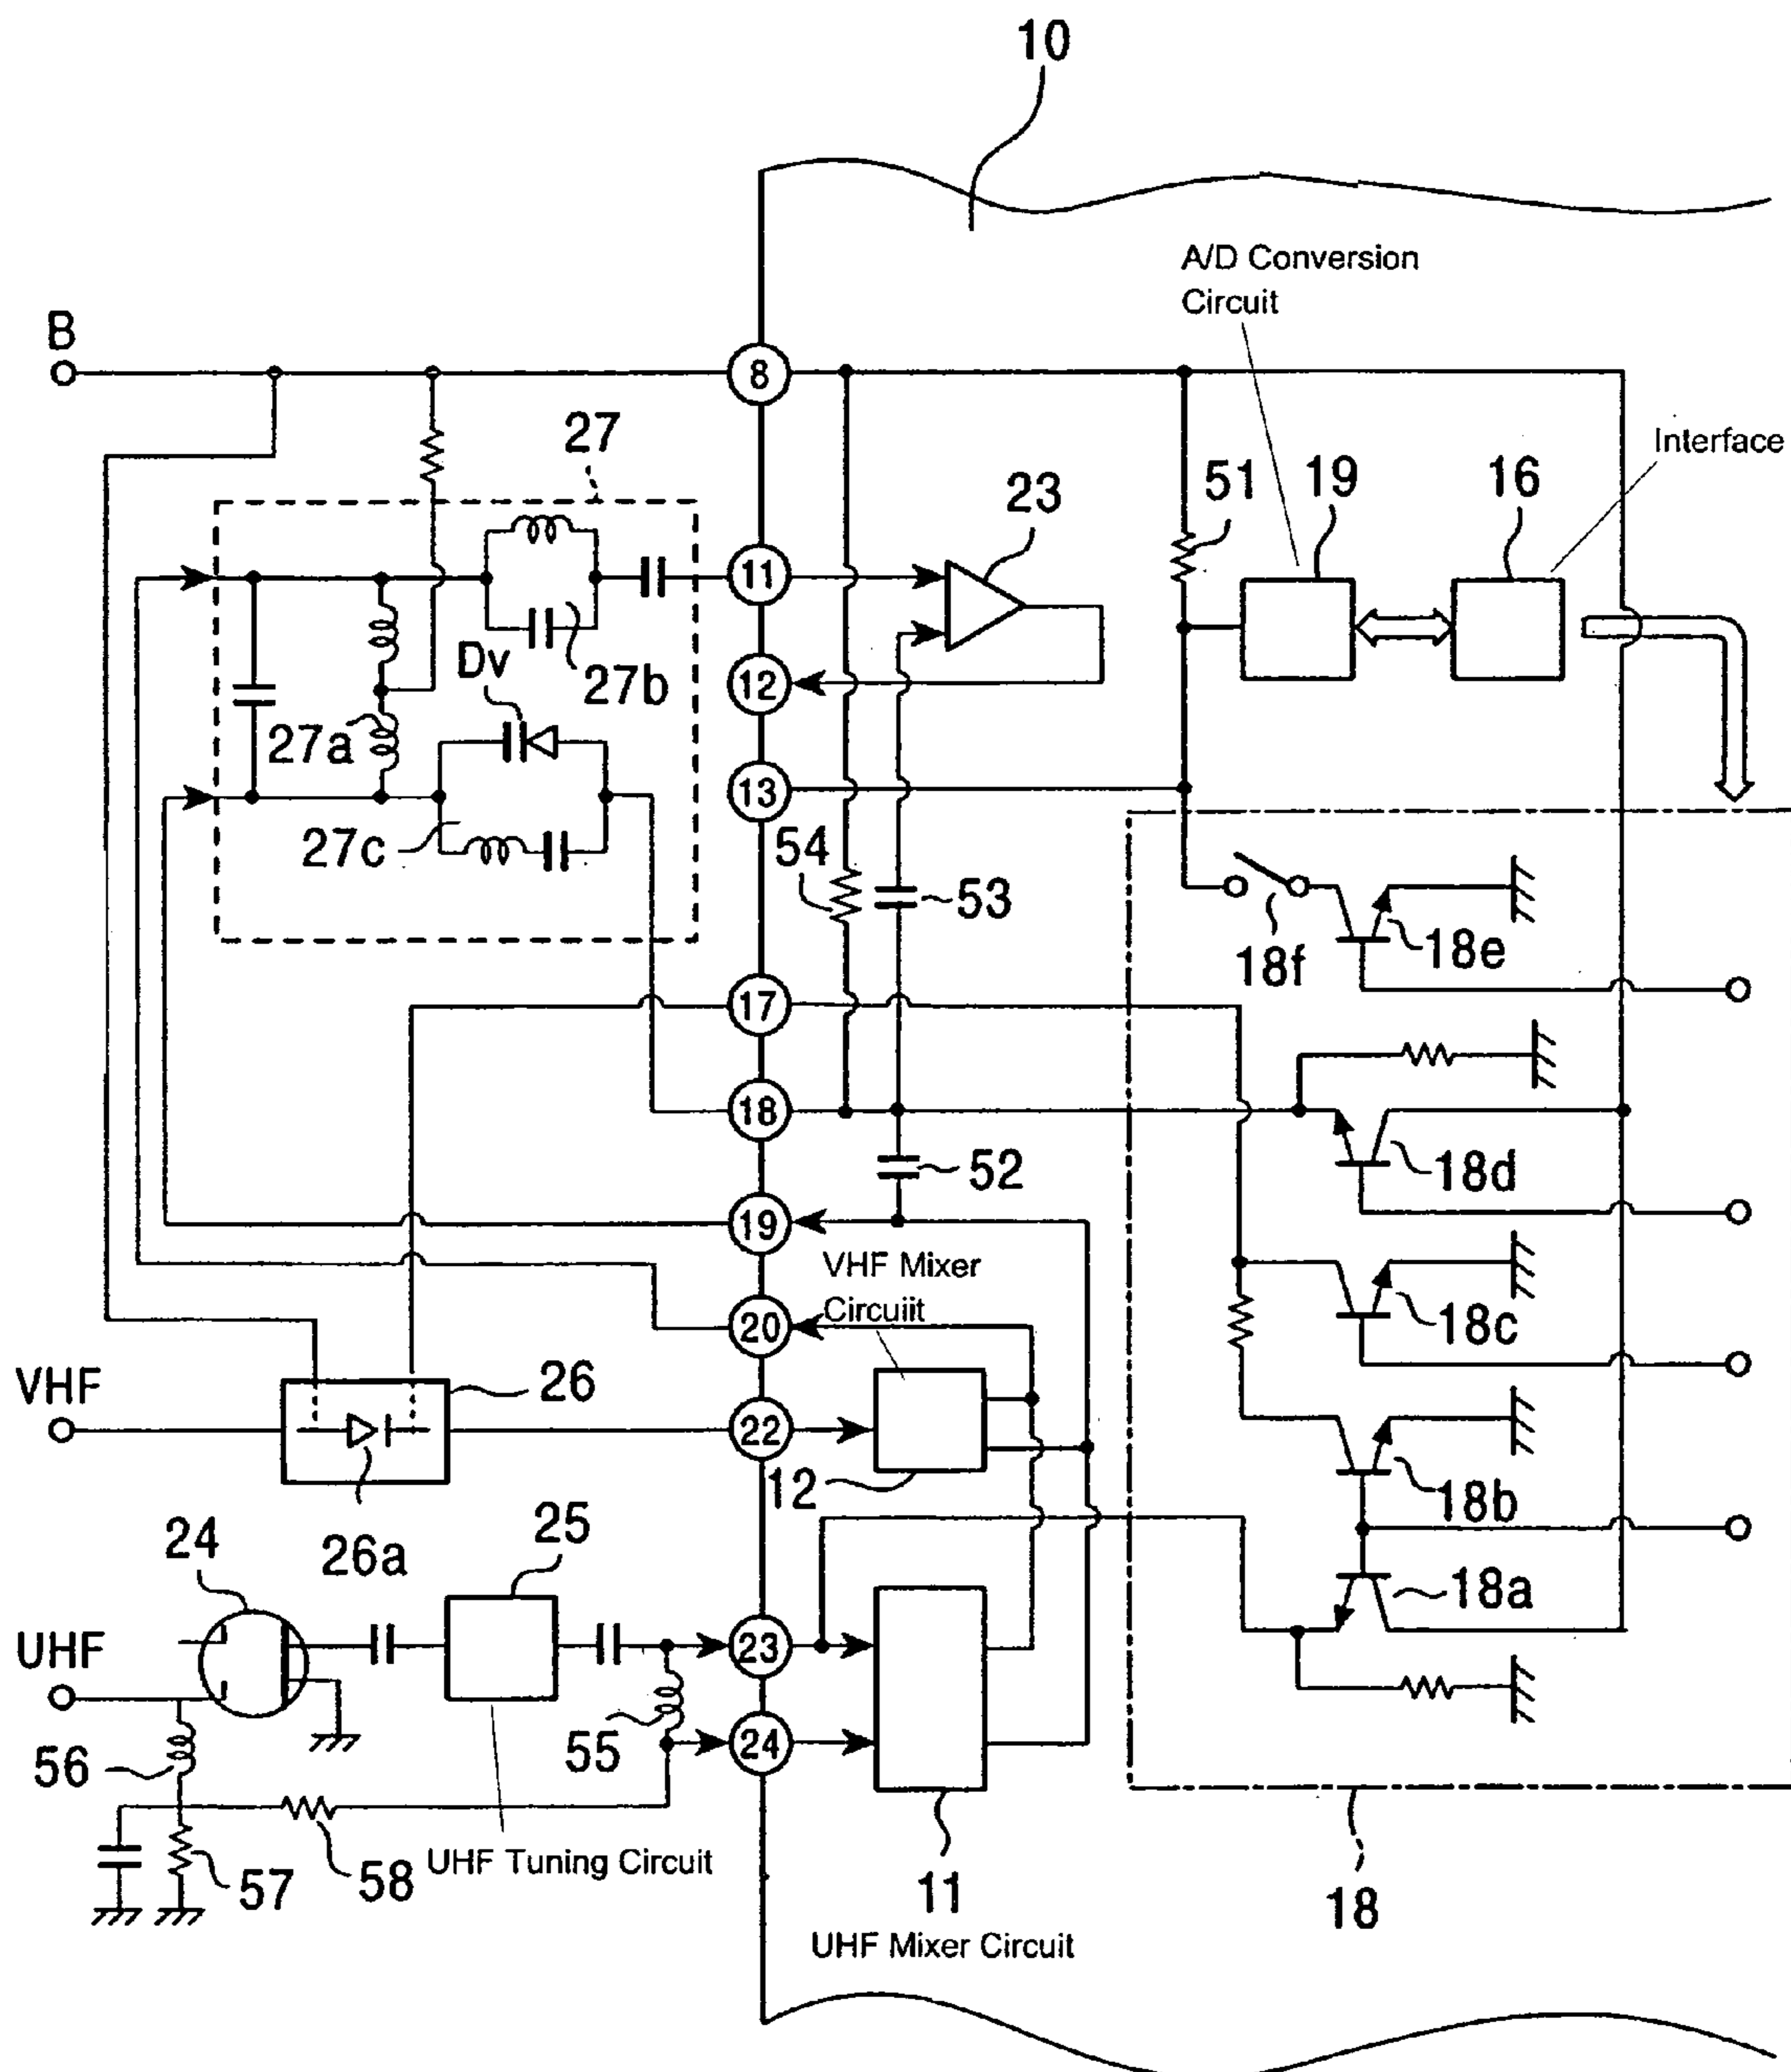 10
A/D Conversion
Circuit
B
8
27
Interface
51
19
16
23
11
Dv
27b
12
27a
13
27c
54
53
18f
18e
17
18
18d
52
19
VHF Mixer
Circuiit
20
18c
VHF
26
22
12
18b
24
26a
25
18a
UHF
23
55
24
56
57
58
UHF Tuning Circuit
11
18
UHF Mixer Circuit